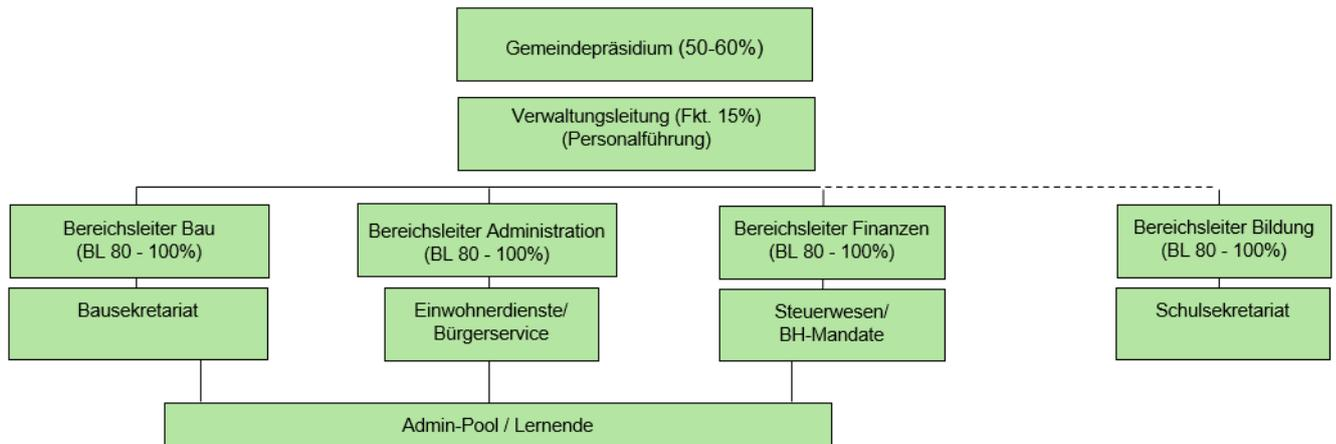 Gemeindepräsidium (50-60%)
Verwaltungsleitung (Fkt. 15%)
(Personalführung)
Bereichsleiter Bau
(BL 80 - 100%)
Bereichsleiter Administration
(BL 80 - 100%)
Bereichsleiter Finanzen
(BL 80 - 100%)
Bereichsleiter Bildung
(BL 80 - 100%)
Bausekretariat
Einwohnerdienste/
Bürgerservice
Steuerwesen/
BH-Mandate
Schulsekretariat
Admin-Pool / Lernende